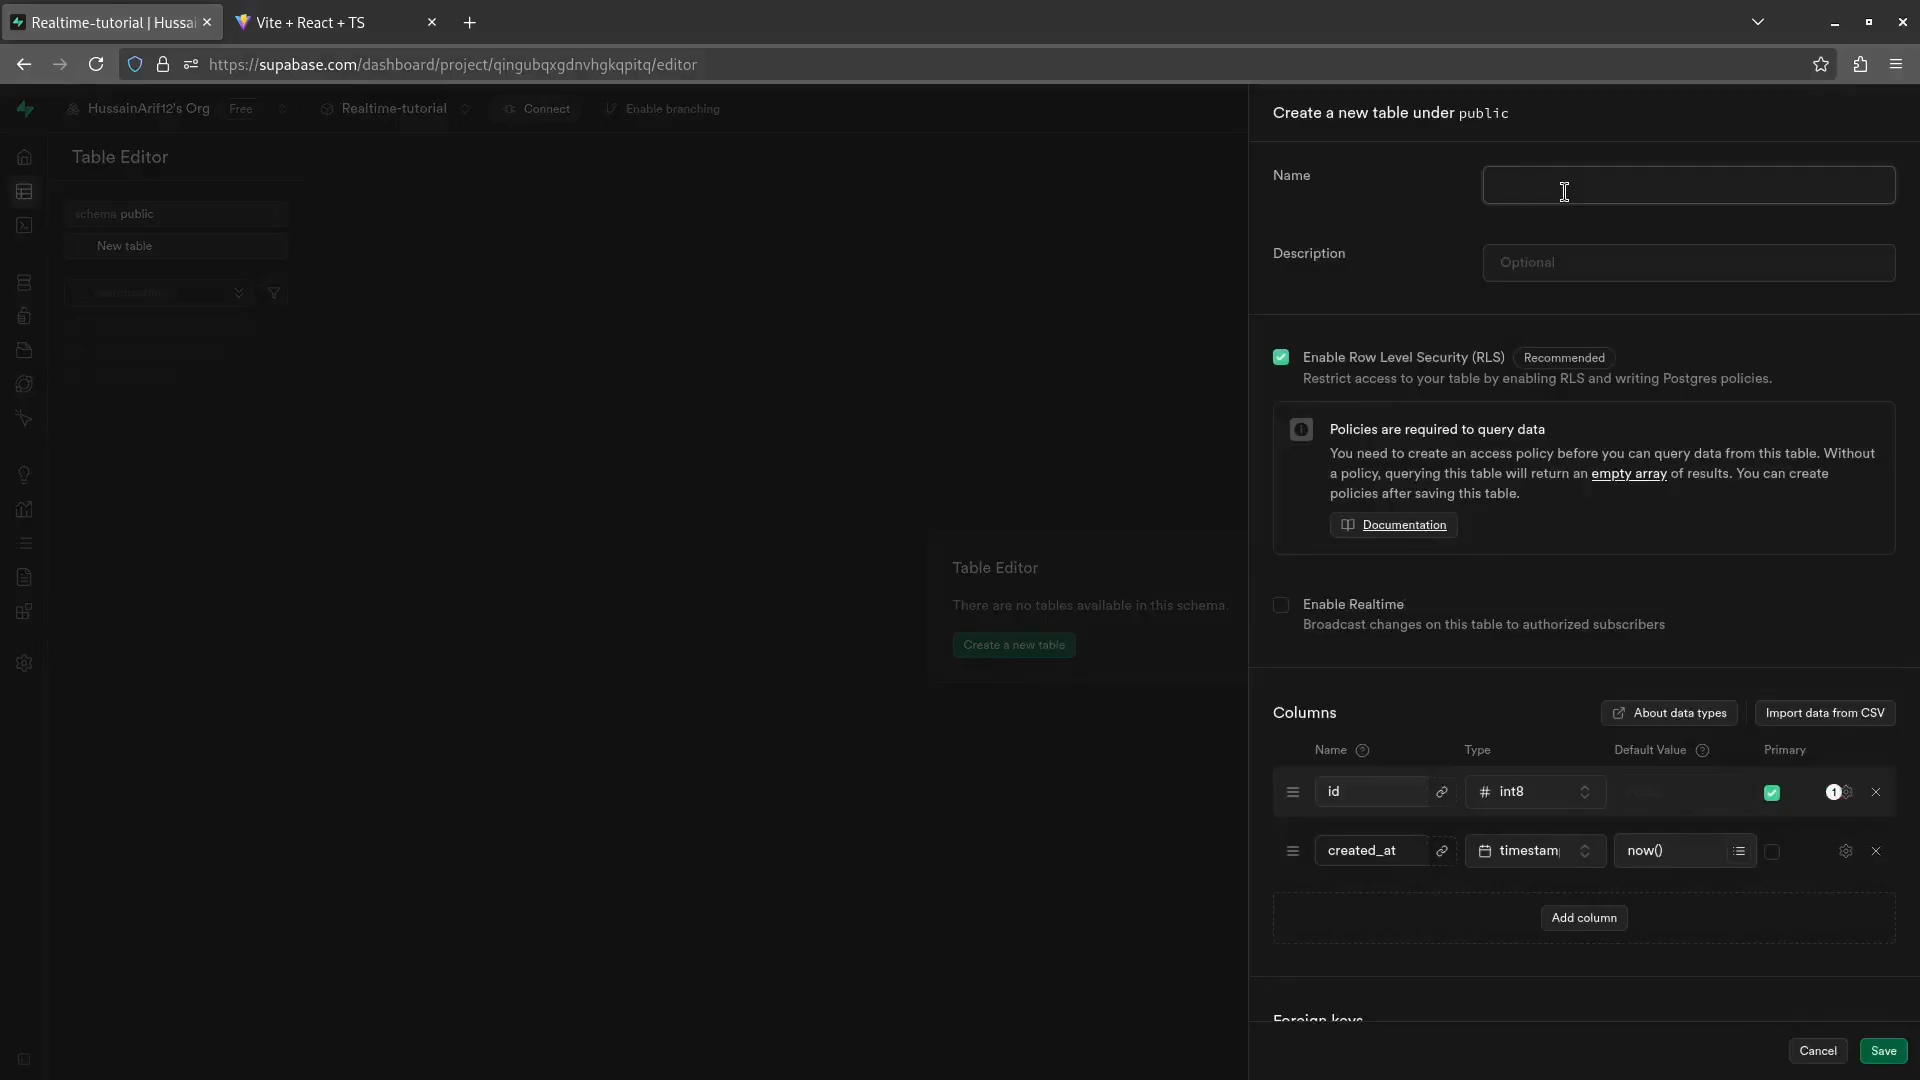 Realtime-tutorial | Hussai
Vite + React + TS
https://supabase.com/dashboard/project/qingubqxgdnvhgkqpitq/editor
HussainArif12's Org Free Realtime-tutorial Connect Enable branching
Create a new table under public
Table Editor
Name
schema public
New table
Description Optional
Enable Row Level Security (RLS) Recommended
Restrict access to your table by enabling RLS and writing Postgres policies.
Policies are required to query data
You need to create an access policy before you can query data from this table. Without
a policy, querying this table will return an empty array of results. You can create
policies after saving this table.
Documentation
Table Editor
There are no tables available in this schema.
Create a new table
Enable Realtime
Broadcast changes on this table to authorized subscribers
Columns About data types Import data from CSV
Name Type Default Value Primary
id # int8 1
created_at timestam now()
Add column
Foreign keys
Cancel Save